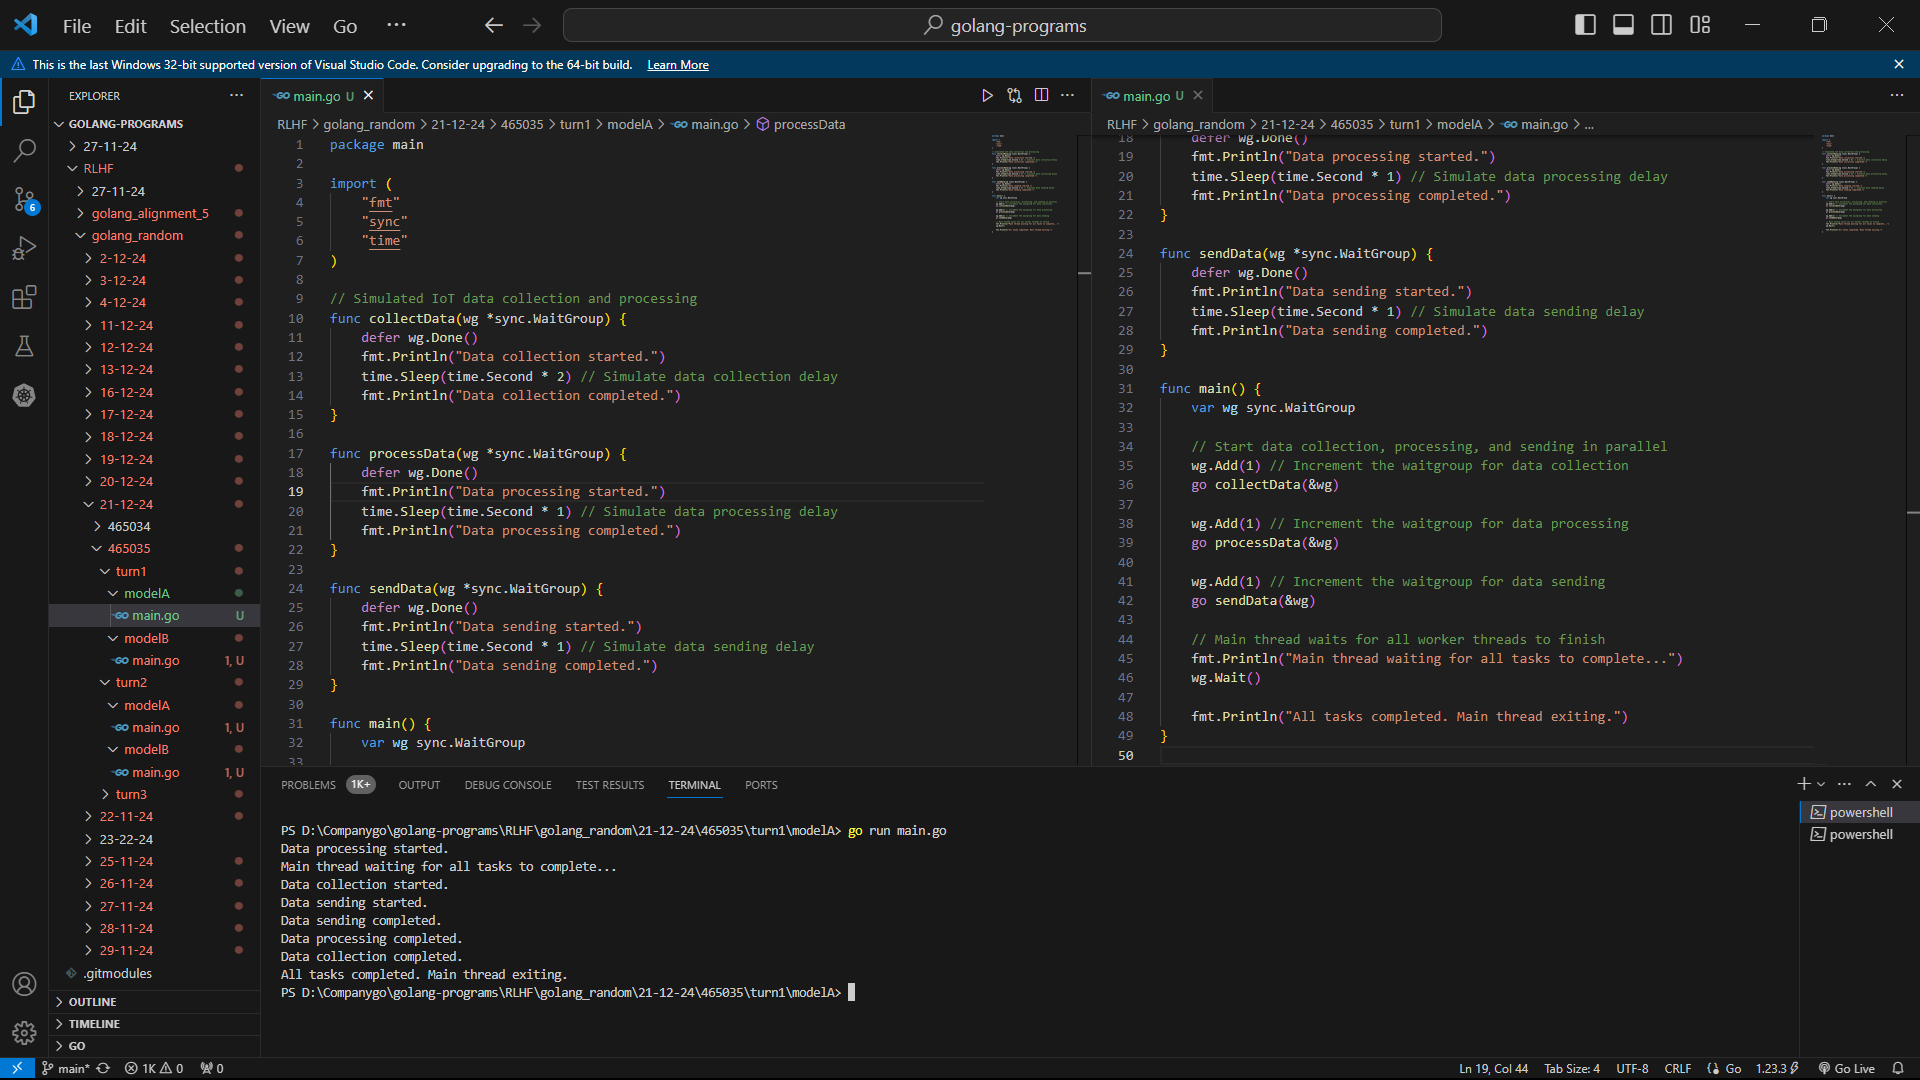 File Edit Selection View Go ··· golang-programs
This is the last Windows 32-bit supported version of Visual Studio Code. Consider upgrading to the 64-bit build. Learn More
EXPLORER
GOLANG-PROGRAMS
27-11-24
RLHF
27-11-24
golang_alignment_5
golang_random
2-12-24
3-12-24
4-12-24
11-12-24
12-12-24
13-12-24
16-12-24
17-12-24
18-12-24
19-12-24
20-12-24
21-12-24
465034
465035
turn1
modelA
main.go U
modelB
main.go 1, U
turn2
modelA
main.go 1, U
modelB
main.go 1, U
turn3
22-11-24
23-22-24
25-11-24
26-11-24
27-11-24
28-11-24
29-11-24
.gitmodules
OUTLINE
TIMELINE
GO
main.go U
RLHF > golang_random > 21-12-24 > 465035 > turn1 > modelA > main.go > processData
1 package main
2
3 import (
4 "fmt"
5 "sync"
6 "time"
7 )
8
9 // Simulated IoT data collection and processing
10 func collectData(wg *sync.WaitGroup) {
11 defer wg.Done()
12 fmt.Println("Data collection started.")
13 time.Sleep(time.Second * 2) // Simulate data collection delay
14 fmt.Println("Data collection completed.")
15 }
16
17 func processData(wg *sync.WaitGroup) {
18 defer wg.Done()
19 fmt.Println("Data processing started.")
20 time.Sleep(time.Second * 1) // Simulate data processing delay
21 fmt.Println("Data processing completed.")
22 }
23
24 func sendData(wg *sync.WaitGroup) {
25 defer wg.Done()
26 fmt.Println("Data sending started.")
27 time.Sleep(time.Second * 1) // Simulate data sending delay
28 fmt.Println("Data sending completed.")
29 }
30
31 func main() {
32 var wg sync.WaitGroup
33
main.go U
RLHF > golang_random > 21-12-24 > 465035 > turn1 > modelA > main.go > ...
18 defer wg.Done()
19 fmt.Println("Data processing started.")
20 time.Sleep(time.Second * 1) // Simulate data processing delay
21 fmt.Println("Data processing completed.")
22 }
23
24 func sendData(wg *sync.WaitGroup) {
25 defer wg.Done()
26 fmt.Println("Data sending started.")
27 time.Sleep(time.Second * 1) // Simulate data sending delay
28 fmt.Println("Data sending completed.")
29 }
30
31 func main() {
32 var wg sync.WaitGroup
33
34 // Start data collection, processing, and sending in parallel
35 wg.Add(1) // Increment the waitgroup for data collection
36 go collectData(&wg)
37
38 wg.Add(1) // Increment the waitgroup for data processing
39 go processData(&wg)
40
41 wg.Add(1) // Increment the waitgroup for data sending
42 go sendData(&wg)
43
44 // Main thread waits for all worker threads to finish
45 fmt.Println("Main thread waiting for all tasks to complete...")
46 wg.Wait()
47
48 fmt.Println("All tasks completed. Main thread exiting.")
49 }
50
PROBLEMS 1K+ OUTPUT DEBUG CONSOLE TEST RESULTS TERMINAL PORTS
PS D:\Companygo\golang-programs\RLHF\golang_random\21-12-24\465035\turn1\modelA> go run main.go
Data processing started.
Main thread waiting for all tasks to complete...
Data collection started.
Data sending started.
Data sending completed.
Data processing completed.
Data collection completed.
All tasks completed. Main thread exiting.
PS D:\Companygo\golang-programs\RLHF\golang_random\21-12-24\465035\turn1\modelA>
powershell
powershell
6
main* 1K 0 0 Ln 19, Col 44 Tab Size: 4 UTF-8 CRLF Go 1.23.3 Go Live